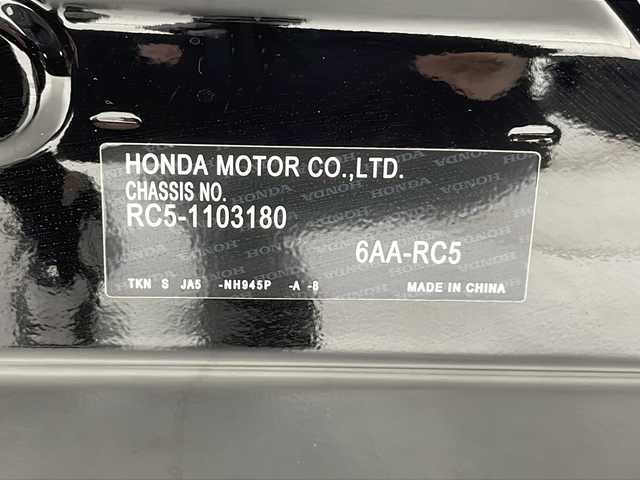 HONDA MOTOR CO.,LTD.
CHASSIS NO.
RC5-1103180
6AA-RC5
TKN S JA5 -NH945P -A -8
MADE IN CHINA